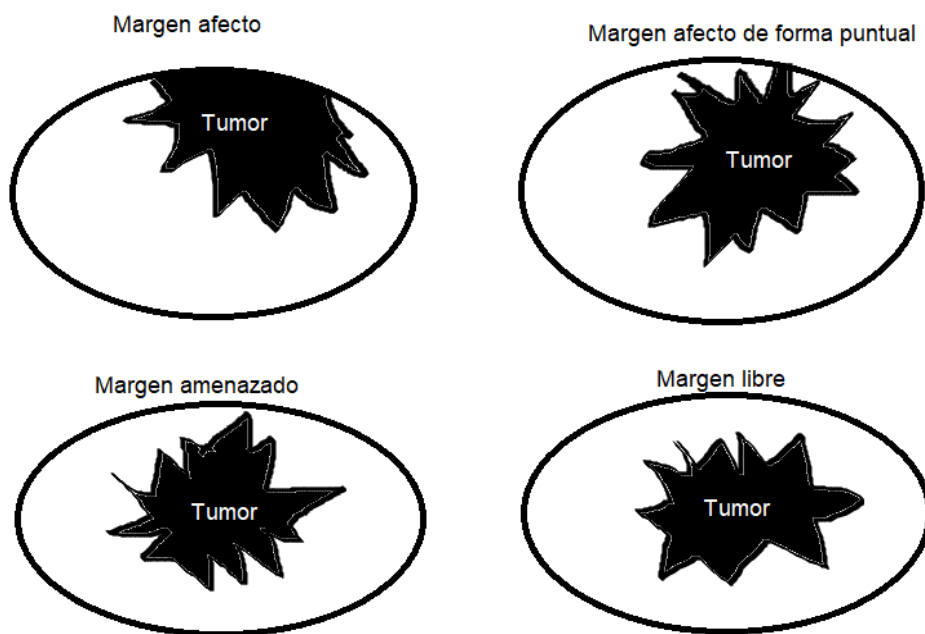 Margen afecto
Margen afecto de forma puntual
Tumor
Tumor
Margen amenazado
Margen libre
Tumor
Tumor